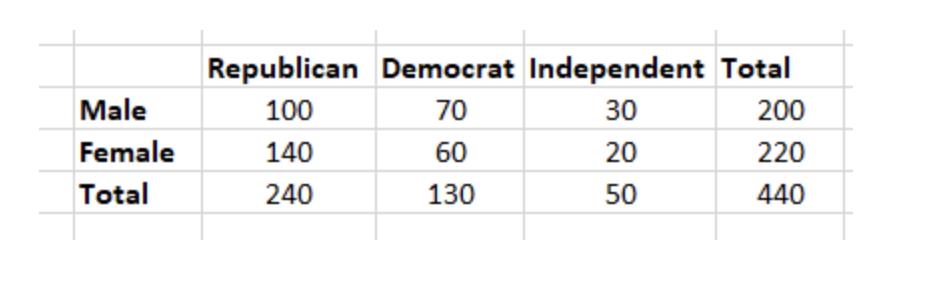 Republican Democrat Independent Total
Male 100 70 30 200
Female 140 60 20 220
Total 240 130 50 440